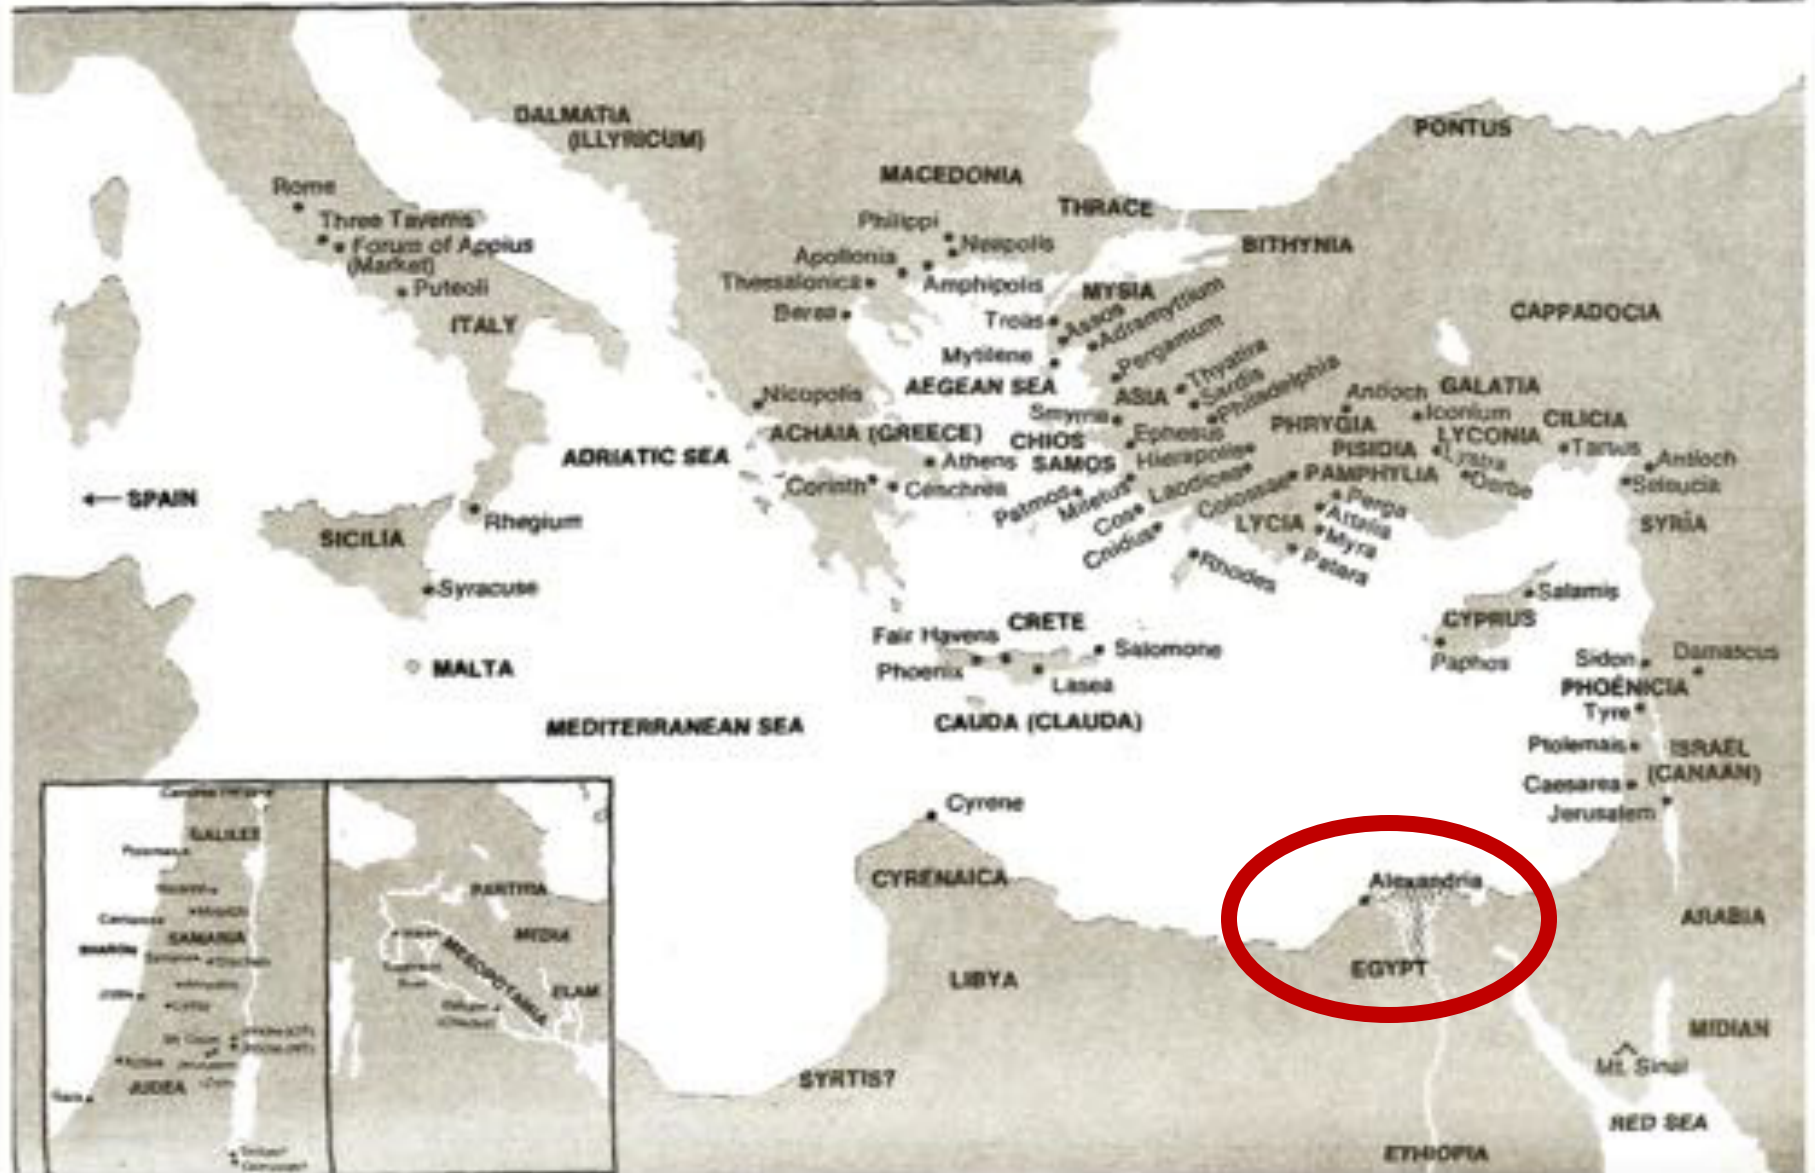 DALMATIA
(ILLYRICUM)
PONTUS
MACEDONIA
THRACE
Rome
Three Taverns
Forum of Appius
(Market)
Puteoli
ITALY
Philippi
Neapolis
Apollonia
Amphipolis
Thessalonica
Berea
BITHYNIA
MYSIA
CAPPADOCIA
Troas
Assos
Adramyttium
Mytilene
Pergamum
AEGEAN SEA
ASIA
Thyatira
Sardis
Philadelphia
Nicopolis
Smyrna
Antioch
GALATIA
Iconium
CILICIA
ACHAIA (GREECE)
CHIOS
Ephesus
PHRYGIA
LYCONIA
PISIDIA
ADRIATIC SEA
Athens
SAMOS
Hierapolis
Lystra
Tarsus
Antioch
Corinth
Cenchrea
Patmos
Miletus
Laodicea
Colossae
PAMPHYLIA
Derbe
Seleucia
SPAIN
Cos
Cnidus
LYCIA
Perga
Attalia
Myra
Patara
SYRIA
SICILIA
Rhegium
Syracuse
Rhodes
Salamis
CYPRUS
Paphos
CRETE
Fair Havens
Salomone
Phoenix
Lasea
MALTA
Sidon
Damascus
PHOENICIA
Tyre
MEDITERRANEAN SEA
CAUDA (CLAUDA)
Ptolemais
ISRAEL
(CANAAN)
Caesarea
Jerusalem
Cyrene
CYRENAICA
Alexandria
ARABIA
EGYPT
LIBYA
MIDIAN
Mt. Sinai
SYRTIS?
RED SEA
ETHIOPIA
GALILEE
SAMARIA
SHARON
JUDEA
PARTHIA
MEDIA
MESOPOTAMIA
ELAM